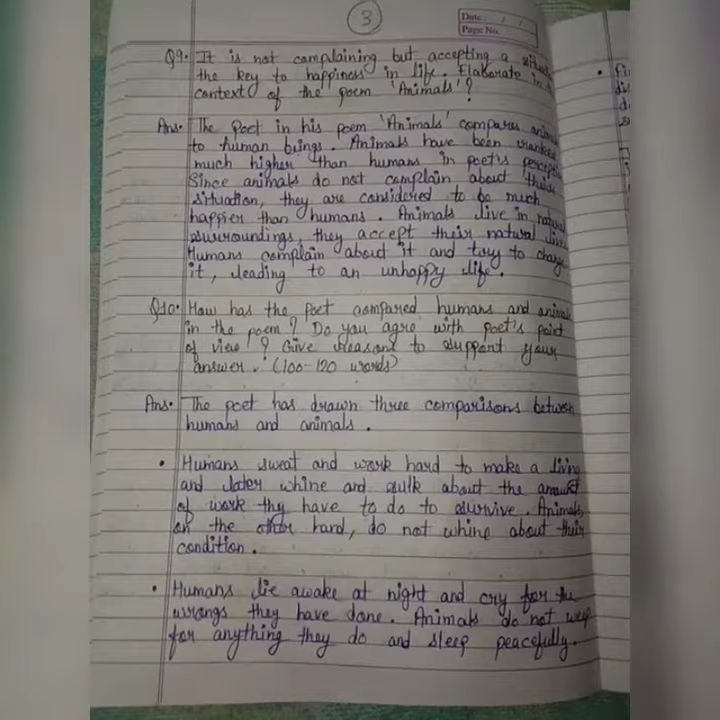 3
Date / /
Page No.
Q9. It is not complaining but accepting a
the key to happiness in life. Elaborate in
context of the poem 'Animals'?
Ans. The Poet in his poem 'Animals' compares
to human beings. Animals have been ranked
much higher than humans in poet's
Since animals do not complain about their
situation, they are considered to be much
happier than humans. Animals live in natural
surroundings, they accept their natural
Humans complain about it and try to change
it, leading to an unhappy life.
Q10. How has the Poet compared humans and
in the poem? Do you agre with poet's point
of view? Give reasons to support your
answer. (100-120 words)
Ans. The poet has drawn three comparisons between
humans and animals.
• Humans sweat and work hard to make a living
and later whine and sulk about the amount
of work thy have to do to survive. Animals
on the other hand, do not whine about their
condition.
• Humans lie awake at night and cry for the
wrongs they have done. Animals do not weep
for anything they do and sleep peacefully.